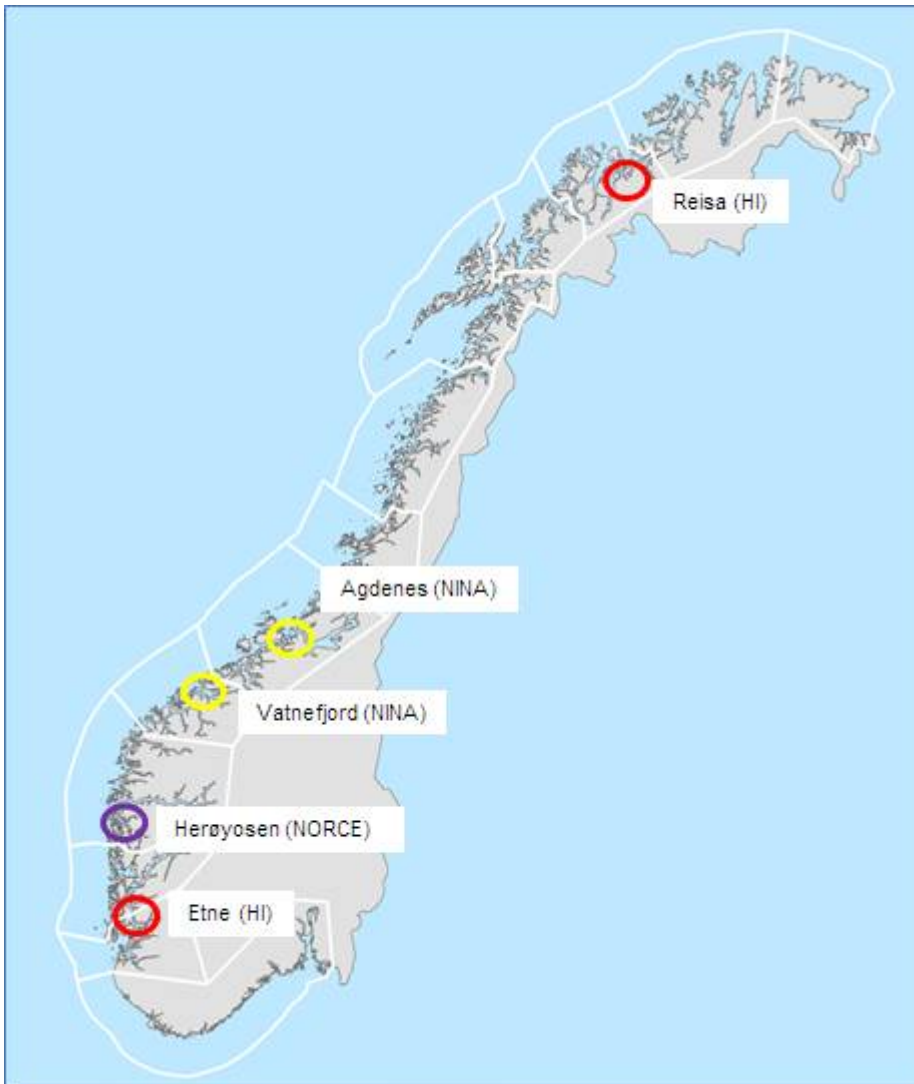 Reisa (HI)
Agdenes (NINA)
Vatnefjord (NINA)
Herøyosen (NORCE)
Etne (HI)